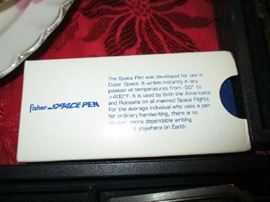 The Space Pen was developed for use in
Outer Space. It writes instantly in any
position at temperatures from -50° to
+400°F. It is used by both the Americans
and Russians on all manned Space Flights.
For the average individual who uses a pen
for ordinary handwriting, there is no
more dependable writing
anywhere on Earth.
fisher SPACE PEN